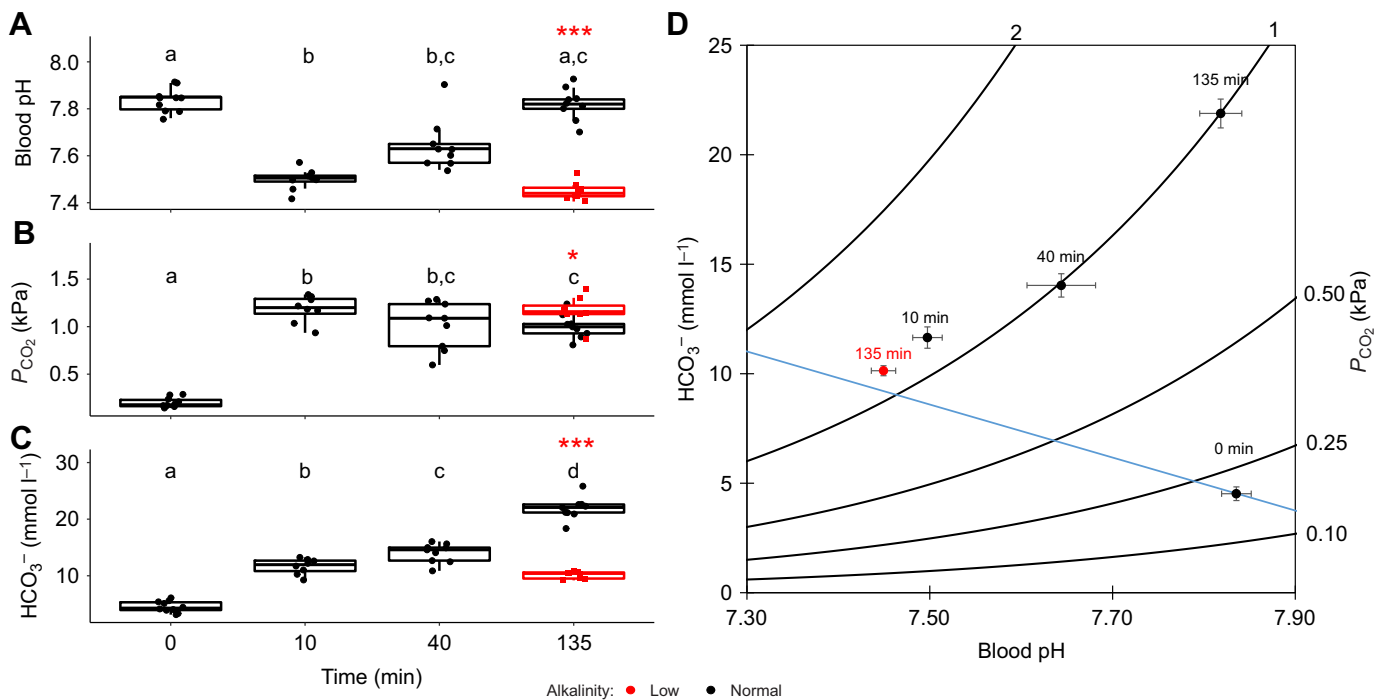 A
***
a b b,c a,c
8.0
7.8
7.6
7.4
Blood pH
B
*
a b b,c c
1.5
1.0
0.5
PCO2 (kPa)
C
***
a b c d
30
20
10
HCO3− (mmol l−1)
0 10 40 135
Time (min)
Alkalinity: Low Normal
D
2 1
25
20
15
10
5
0
HCO3− (mmol l−1)
135 min
40 min
10 min
135 min
0 min
0.50
0.25
0.10
PCO2 (kPa)
7.30 7.50 7.70 7.90
Blood pH